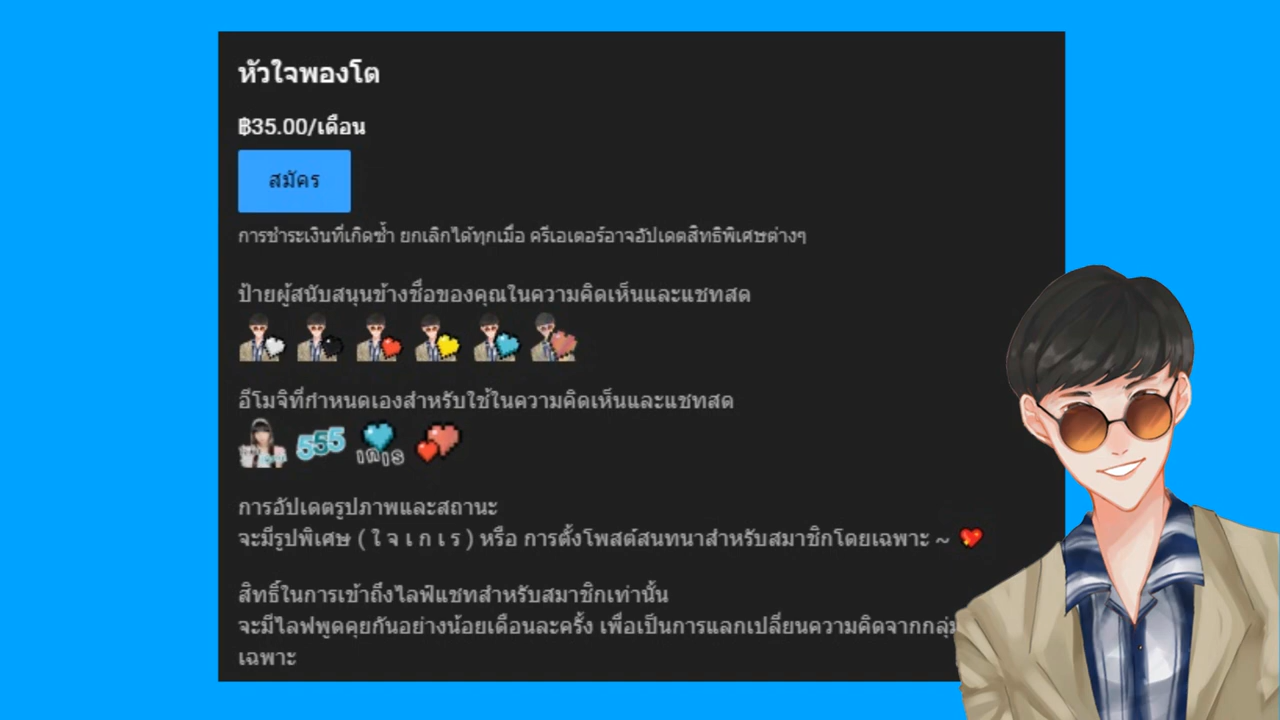 หัวใจพองโต
฿35.00/เดือน
สมัคร
การชำระเงินที่เกิดซ้ำ ยกเลิกได้ทุกเมื่อ ครีเอเตอร์อาจอัปเดตสิทธิพิเศษต่างๆ
ป้ายผู้สนับสนุนข้างชื่อของคุณในความคิดเห็นและแชทสด
อีโมจิที่กำหนดเองสำหรับใช้ในความคิดเห็นและแชทสด
555
เกเร
การอัปเดตรูปภาพและสถานะ
จะมีรูปพิเศษ ( ใ จ เ ก เ ร ) หรือ การตั้งโพสต์สนทนาสำหรับสมาชิกโดยเฉพาะ ~ ❤️
สิทธิ์ในการเข้าถึงไลฟ์แชทสำหรับสมาชิกเท่านั้น
จะมีไลฟพูดคุยกันอย่างน้อยเดือนละครั้ง เพื่อเป็นการแลกเปลี่ยนความคิดจากกลุ่ม
เฉพาะ